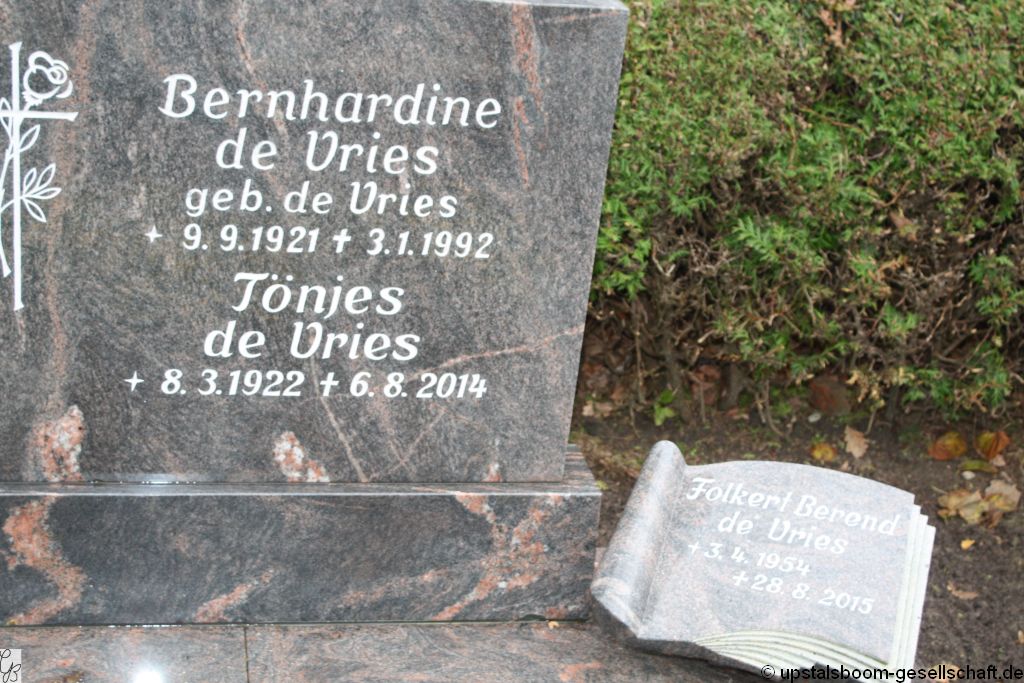 Bernhardine
de Vries
geb. de Vries
+ 9. 9. 1921 † 3. 1. 1992
Tönjes
de Vries
+ 8. 3. 1922 † 6. 8. 2014
Folkert Berend
de Vries
+ 3. 4. 1954
+ 28. 8. 2015
© upstalsboom-gesellschaft.de